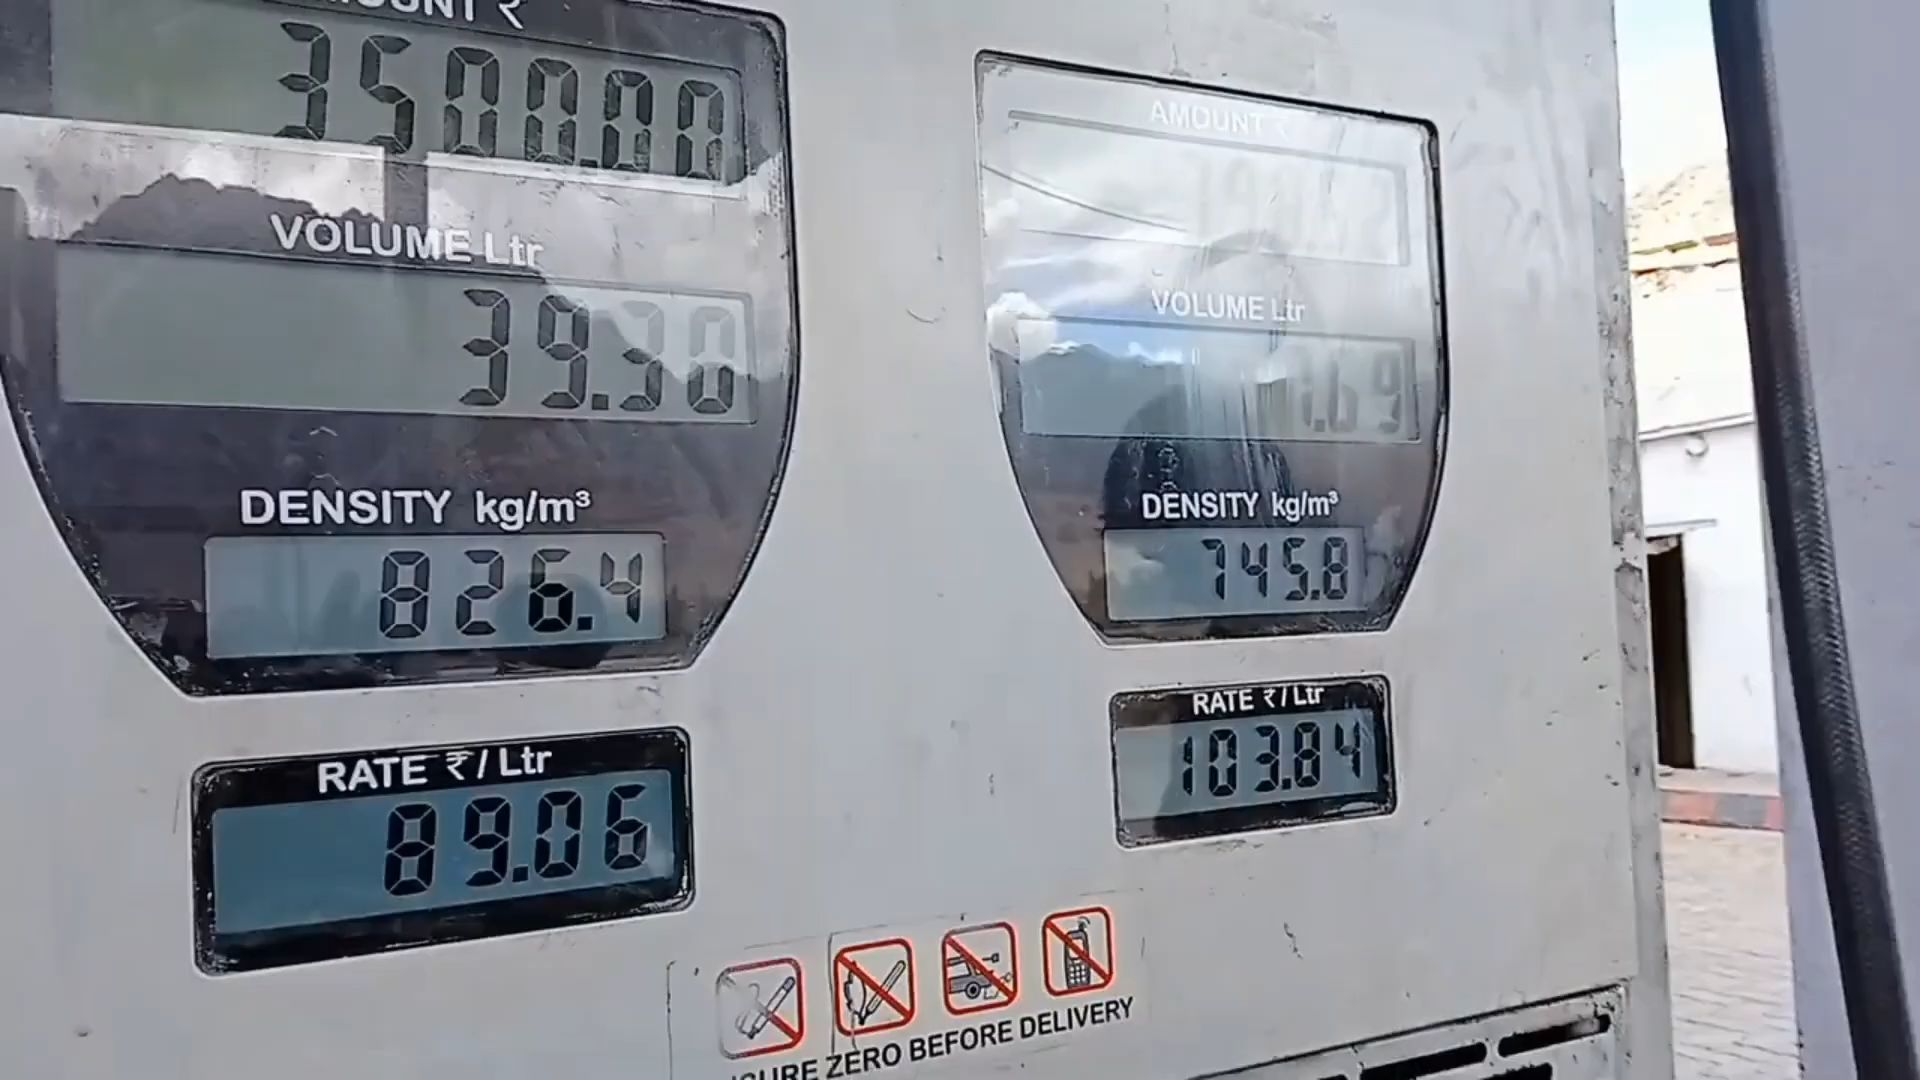 AMOUNT ₹
3500.00
VOLUME Ltr
39.30
DENSITY kg/m³
826.4
RATE ₹/Ltr
89.06
AMOUNT ₹
VOLUME Ltr
DENSITY kg/m³
745.8
RATE ₹/Ltr
103.84
ZERO BEFORE DELIVERY